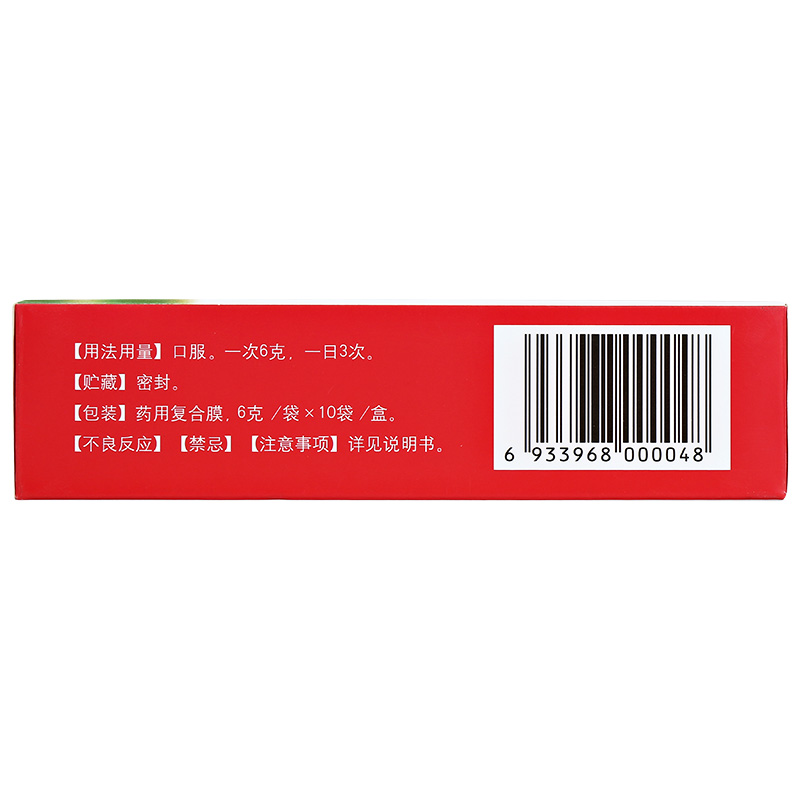 【用法用量】口服。一次6克，一日3次。
【贮藏】密封。
【包装】药用复合膜，6克/袋×10袋/盒。
【不良反应】【禁忌】【注意事项】详见说明书。
6 933968 000048